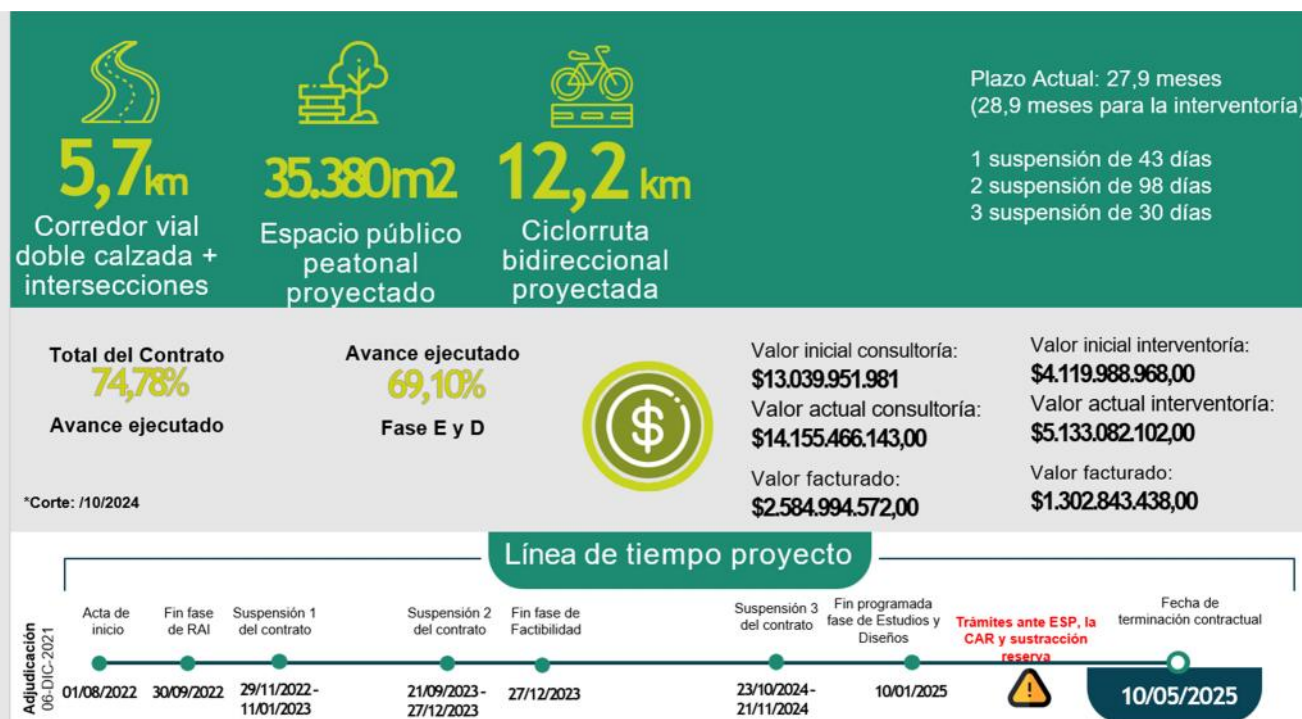 5,7km
Corredor vial
doble calzada +
intersecciones
35.380m2
Espacio público
peatonal
proyectado
12,2 km
Ciclorruta
bidireccional
proyectada
Plazo Actual: 27,9 meses
(28,9 meses para la interventoría)
1 suspensión de 43 días
2 suspensión de 98 días
3 suspensión de 30 días
Total del Contrato
74,78%
Avance ejecutado
Avance ejecutado
69,10%
Fase E y D
*Corte: /10/2024
$
Valor inicial consultoría:
$13.039.951.981
Valor actual consultoría:
$14.155.466.143,00
Valor facturado:
$2.584.994.572,00
Valor inicial interventoría:
$4.119.988.968,00
Valor actual interventoría:
$5.133.082.102,00
Valor facturado:
$1.302.843.438,00
Línea de tiempo proyecto
Adjudicación
06-DIC-2021
Acta de
inicio
01/08/2022
Fin fase
de RAI
30/09/2022
Suspensión 1
del contrato
29/11/2022-
11/01/2023
Suspensión 2
del contrato
21/09/2023-
27/12/2023
Fin fase de
Factibilidad
27/12/2023
Suspensión 3
del contrato
23/10/2024-
21/11/2024
Fin programada
fase de Estudios y
Diseños
10/01/2025
Trámites ante ESP, la
CAR y sustracción
reserva
!
Fecha de
terminación contractual
10/05/2025